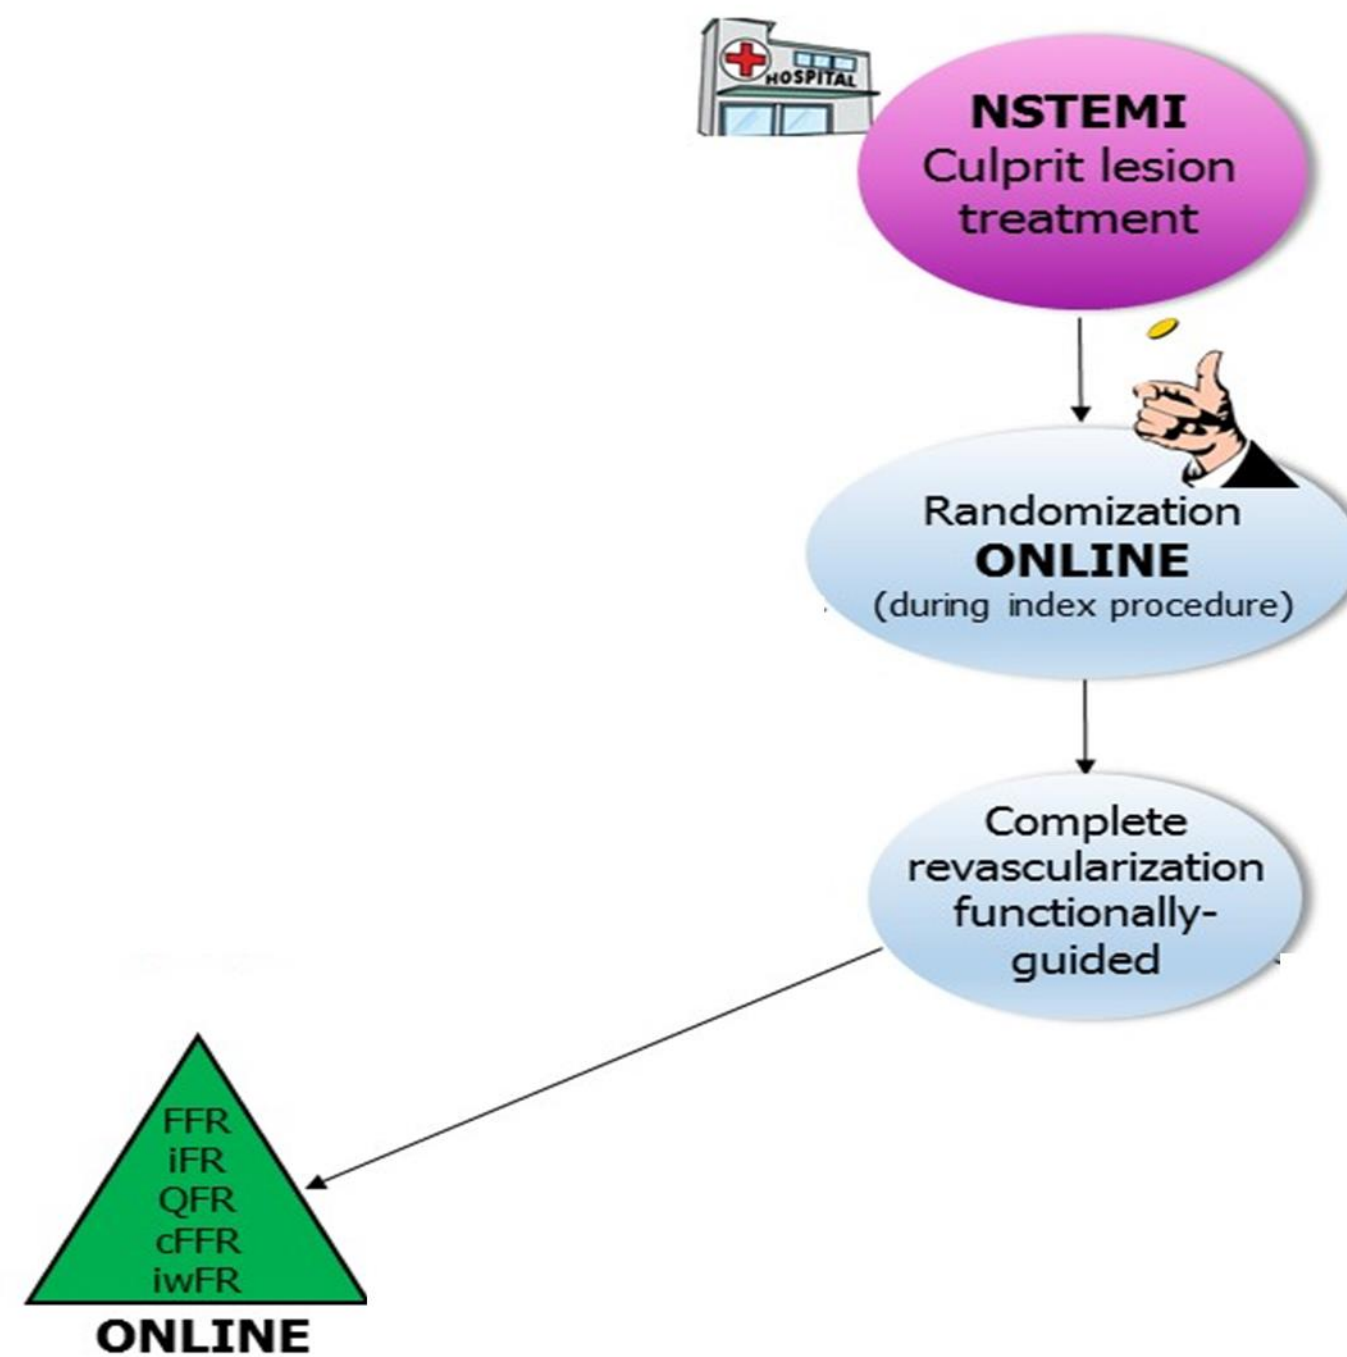 HOSPITAL
NSTEMI
Culprit lesion
treatment
Randomization
ONLINE
(during index procedure)
Complete
revascularization
functionally-
guided
FFR
iFR
QFR
cFFR
iwFR
ONLINE